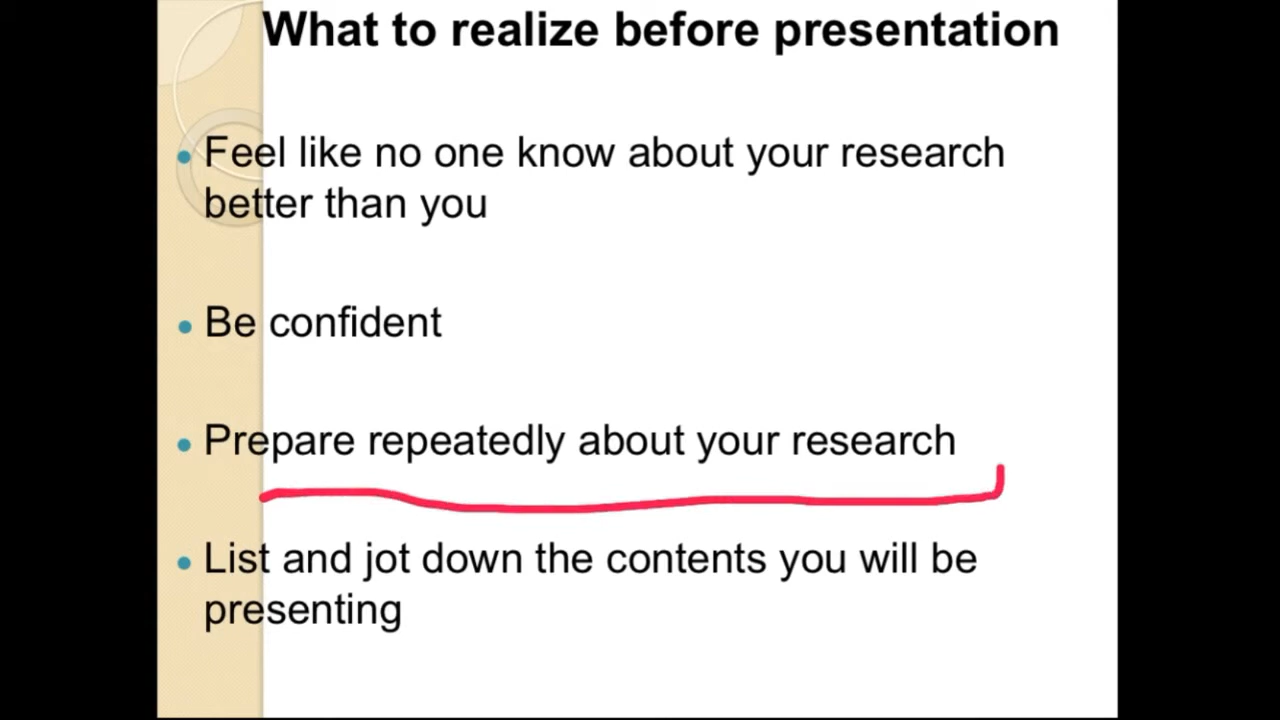 What to realize before presentation
Feel like no one know about your research
better than you
Be confident
Prepare repeatedly about your research
List and jot down the contents you will be
presenting